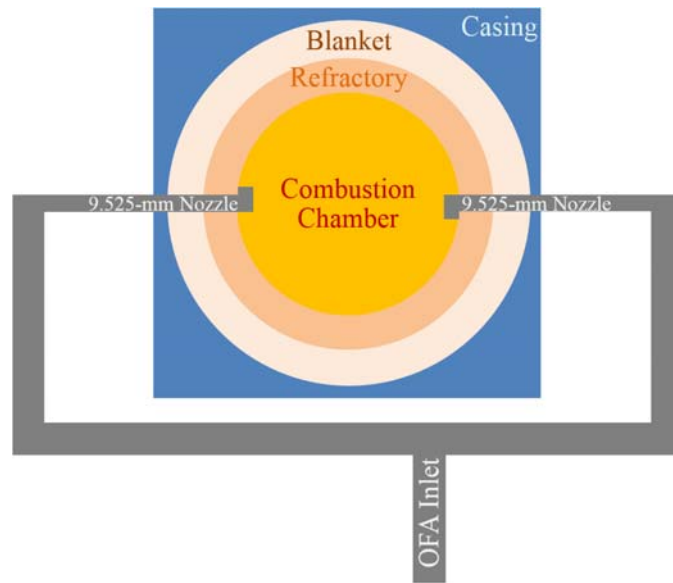 Casing
Blanket
Refractory
Combustion
Chamber
9.525-mm Nozzle
9.525-mm Nozzle
OFA Inlet